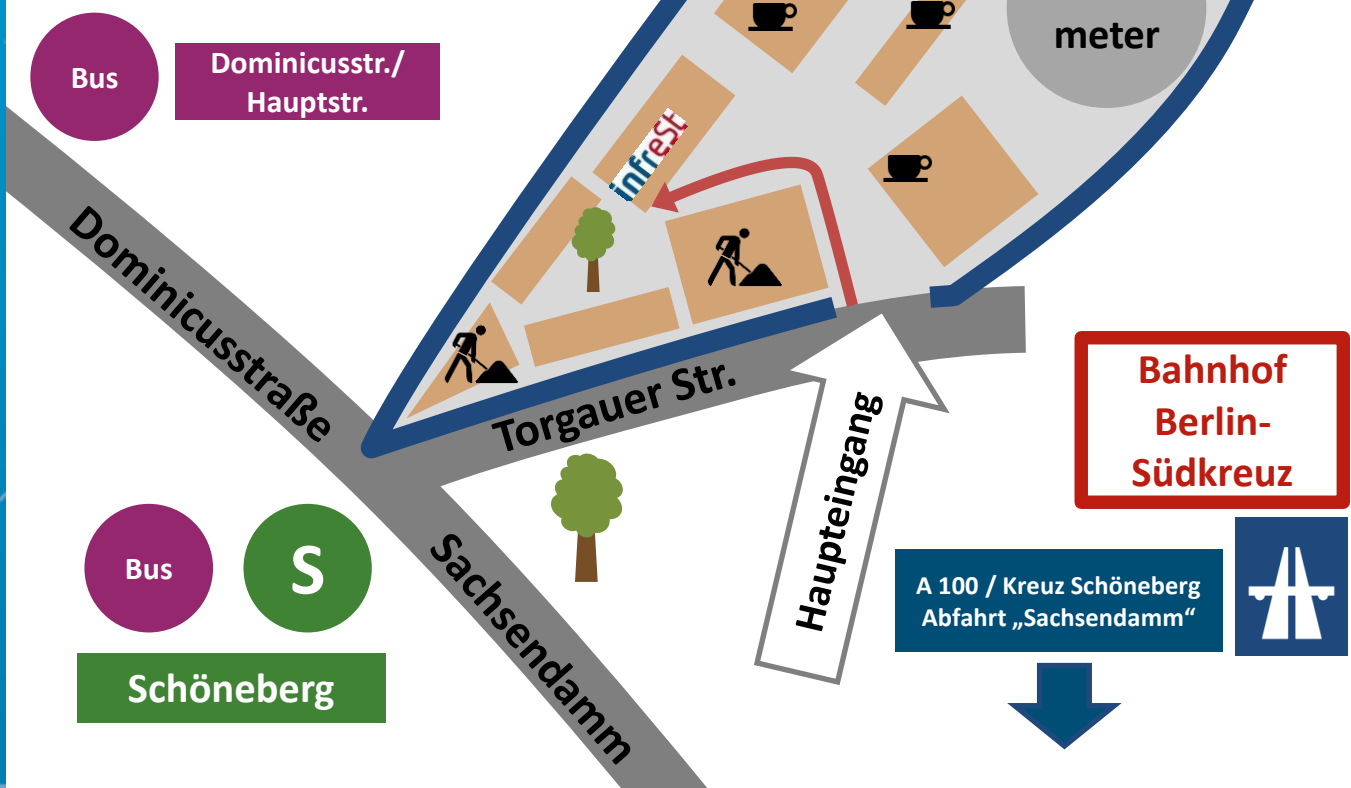 meter
Bus
Dominicusstr./
Hauptstr.
infreSt
Dominicusstraße
Torgauer Str.
Bahnhof
Berlin-
Südkreuz
Haupteingang
Bus
S
Sachsendamm
A 100 / Kreuz Schöneberg
Abfahrt „Sachsendamm“
Schöneberg